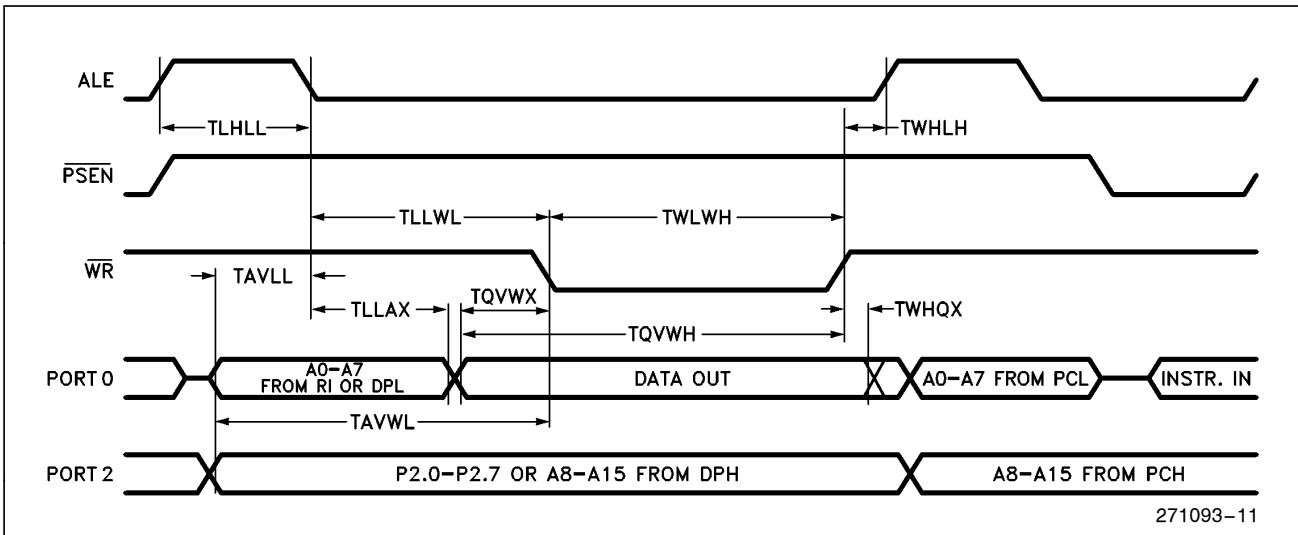 ALE
TLHLL
TWHLH
PSEN
TLLWL
TWLWH
WR
TAVLL
TLLAX
TQVWX
TWHQX
TQVWH
PORT 0
A0–A7
FROM RI OR DPL
DATA OUT
A0–A7 FROM PCL
INSTR. IN
TAVWL
PORT 2
P2.0–P2.7 OR A8–A15 FROM DPH
A8–A15 FROM PCH
271093–11